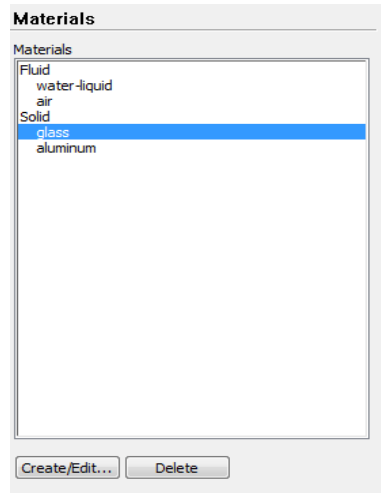 Materials
Materials
Fluid
water-liquid
air
Solid
glass
aluminum
Create/Edit... Delete